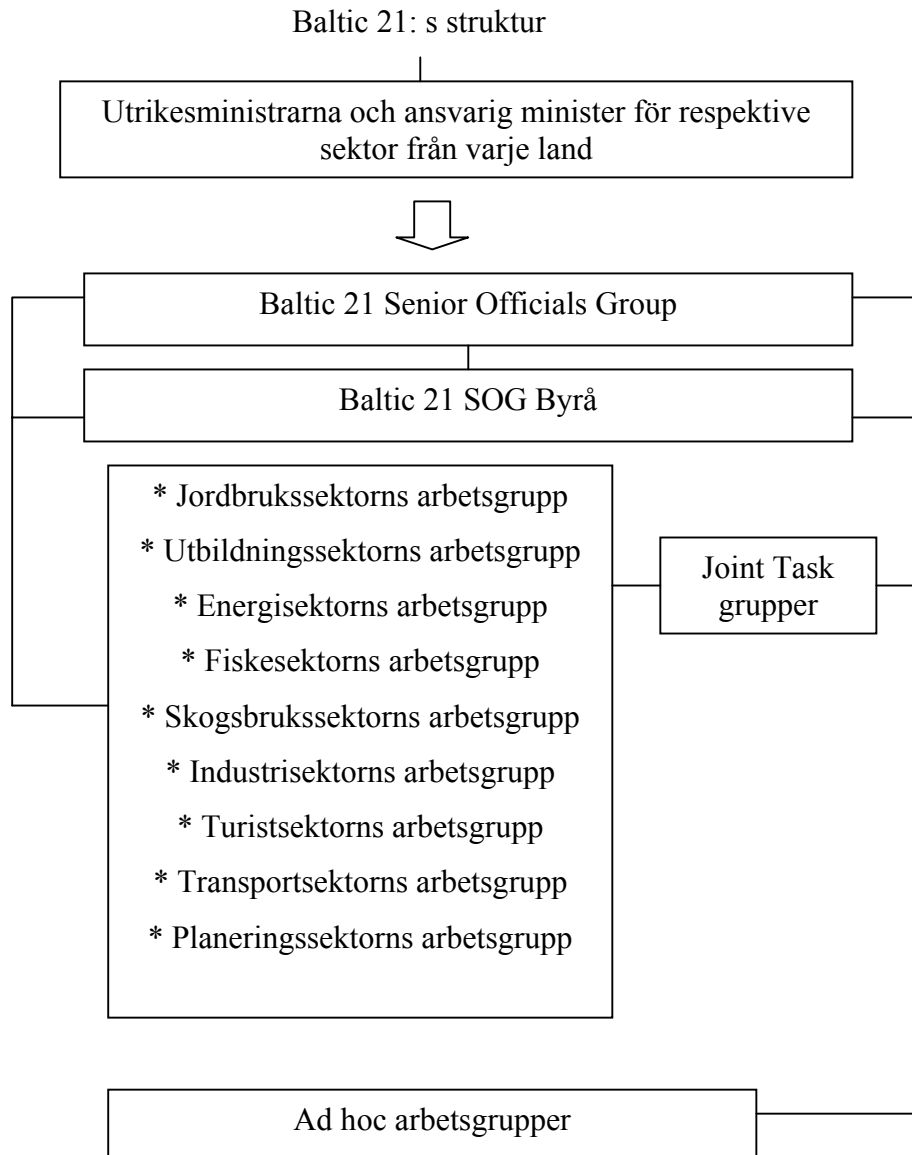 Baltic 21: s struktur
Utrikesministrarna och ansvarig minister för respektive
sektor från varje land
Baltic 21 Senior Officials Group
Baltic 21 SOG Byrå
* Jordbrukssektorns arbetsgrupp
* Utbildningssektorns arbetsgrupp
* Energisektorns arbetsgrupp
* Fiskesektorns arbetsgrupp
* Skogsbrukssektorns arbetsgrupp
* Industrisektorns arbetsgrupp
* Turistsektorns arbetsgrupp
* Transportsektorns arbetsgrupp
* Planeringssektorns arbetsgrupp
Joint Task
grupper
Ad hoc arbetsgrupper